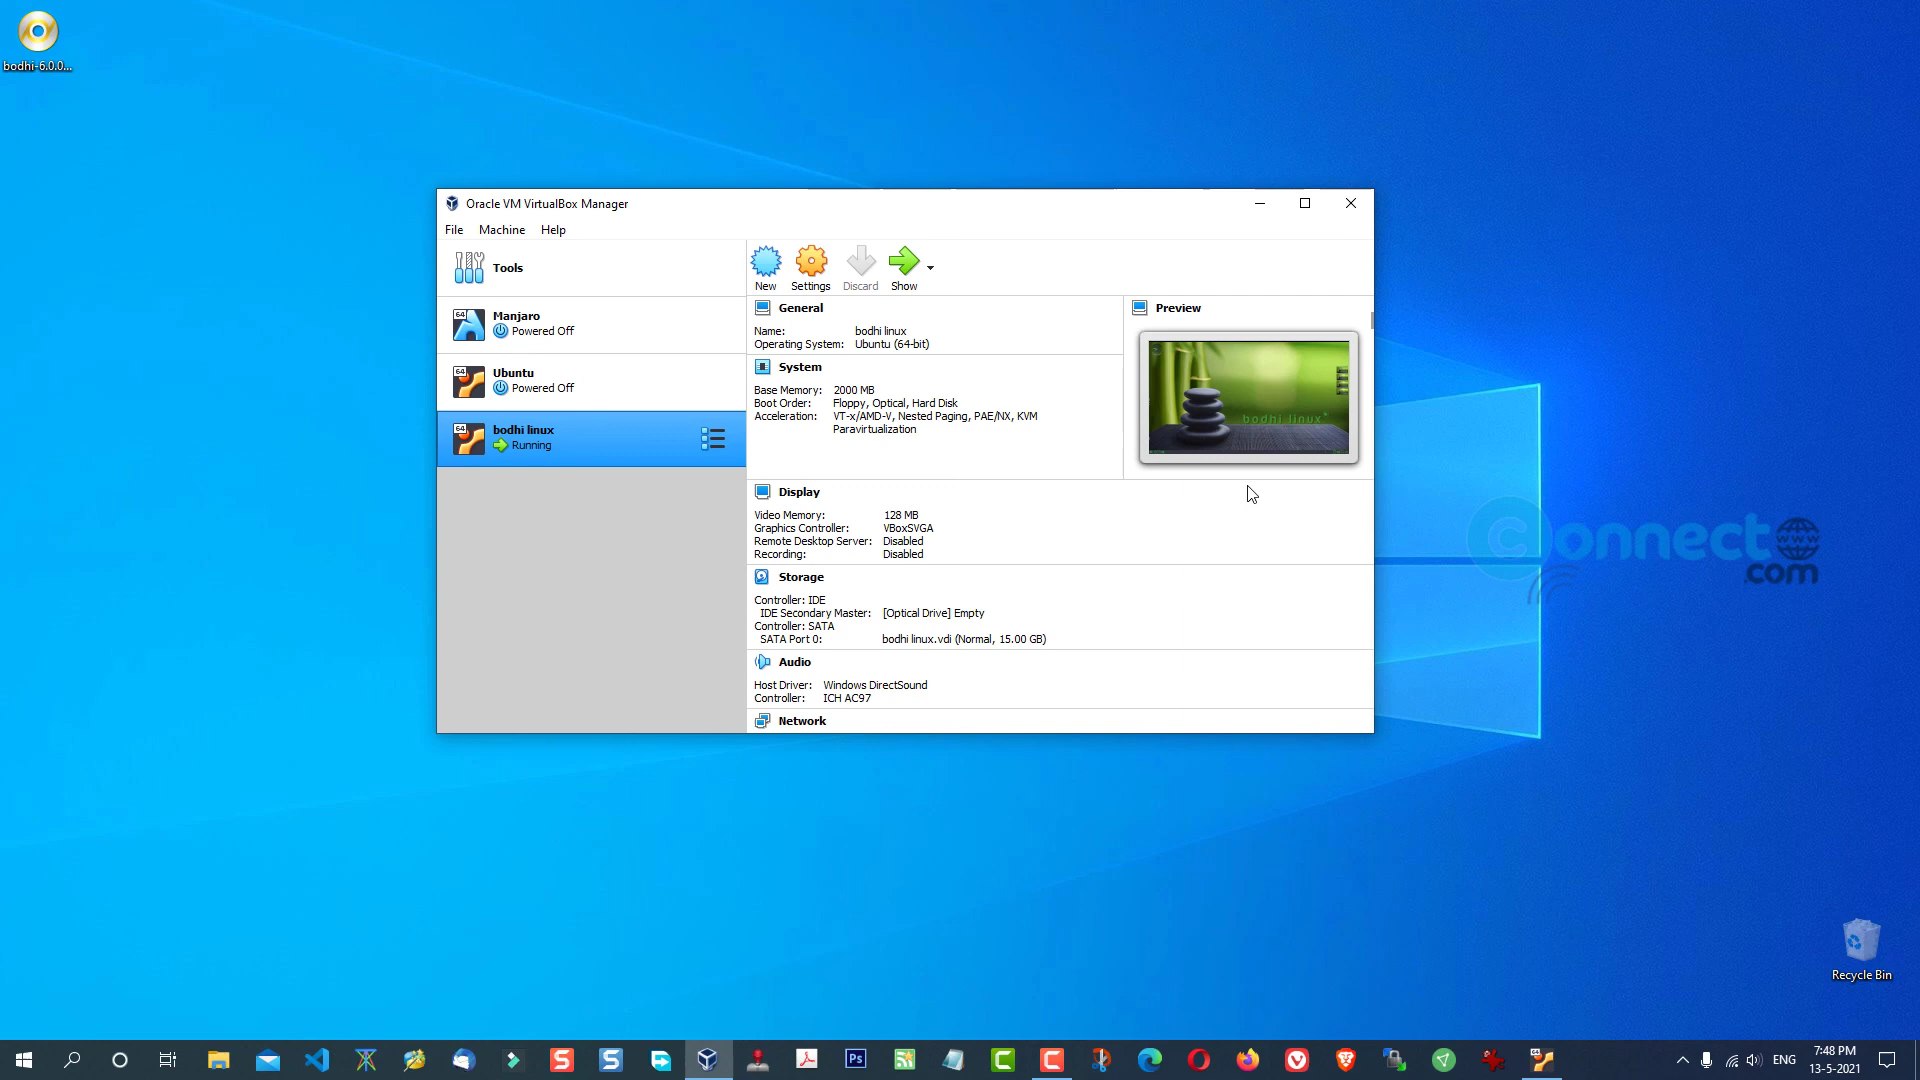 bodhi-6.0.0...
Oracle VM VirtualBox Manager
File Machine Help
Tools
New Settings Discard Show
64 Manjaro
Powered Off
64 Ubuntu
Powered Off
64 bodhi linux
Running
General
Name: bodhi linux
Operating System: Ubuntu (64-bit)
System
Base Memory: 2000 MB
Boot Order: Floppy, Optical, Hard Disk
Acceleration: VT-x/AMD-V, Nested Paging, PAE/NX, KVM
Paravirtualization
Preview
bodhi linux
Display
Video Memory: 128 MB
Graphics Controller: VBoxSVGA
Remote Desktop Server: Disabled
Recording: Disabled
Storage
Controller: IDE
IDE Secondary Master: [Optical Drive] Empty
Controller: SATA
SATA Port 0: bodhi linux.vdi (Normal, 15.00 GB)
Audio
Host Driver: Windows DirectSound
Controller: ICH AC97
Network
Connect
www
.com
Recycle Bin
S S Ps C C
ENG
7:48 PM
13-5-2021